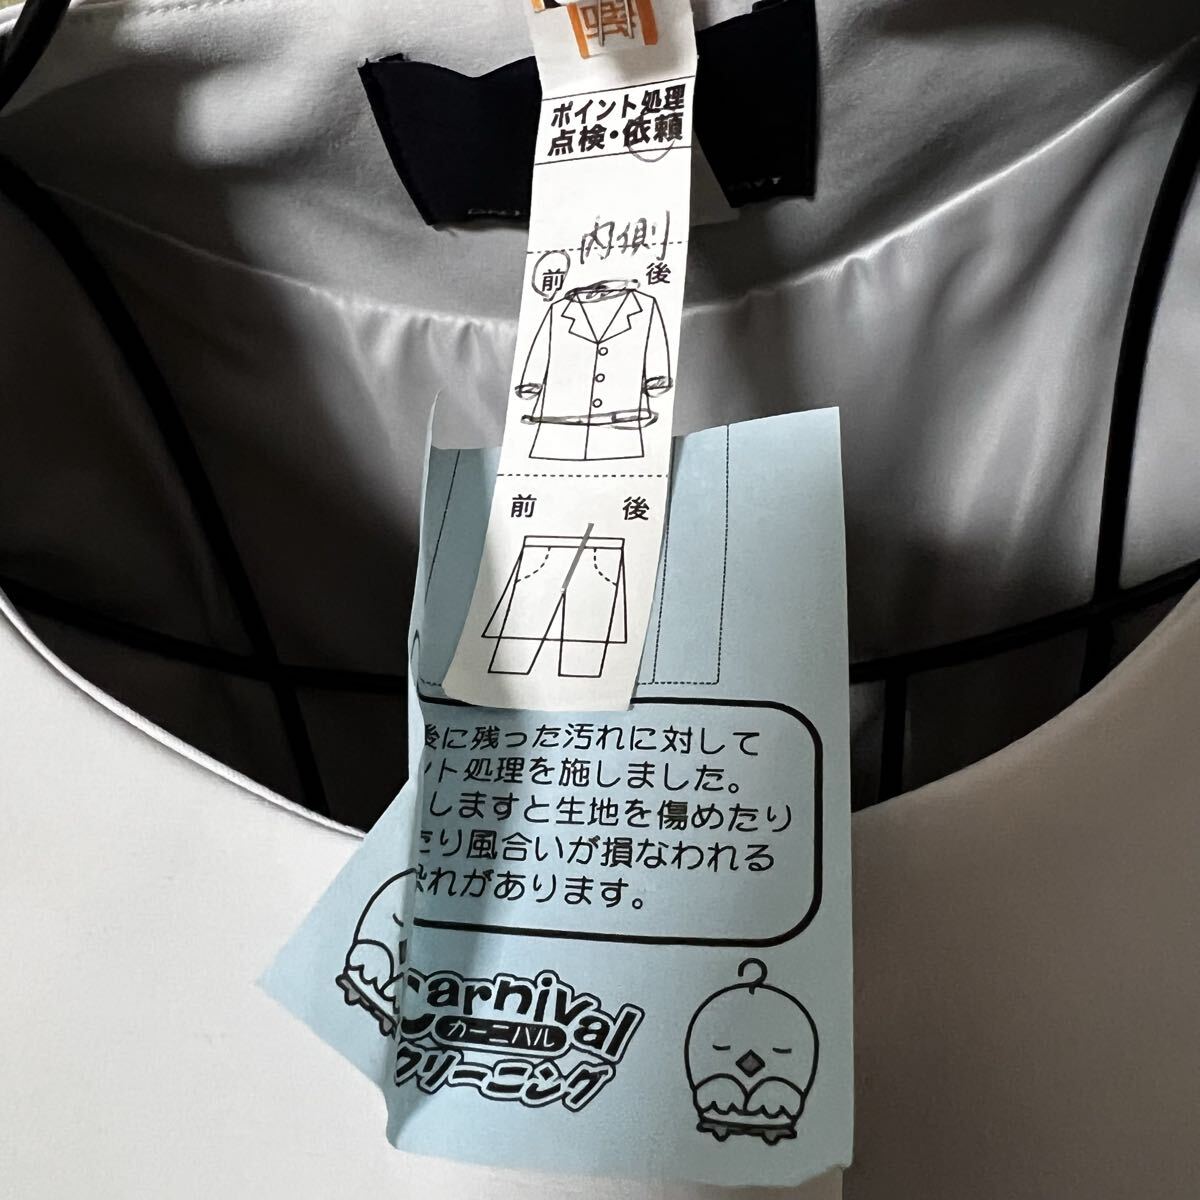 ポイント処理
点検・依頼
内側
前 後
前 後
後に残った汚れに対して
ント処理を施しました。
しますと生地を傷めたり
たり風合いが損なわれる
れがあります。
Carnival
カーニバル
クリーニング